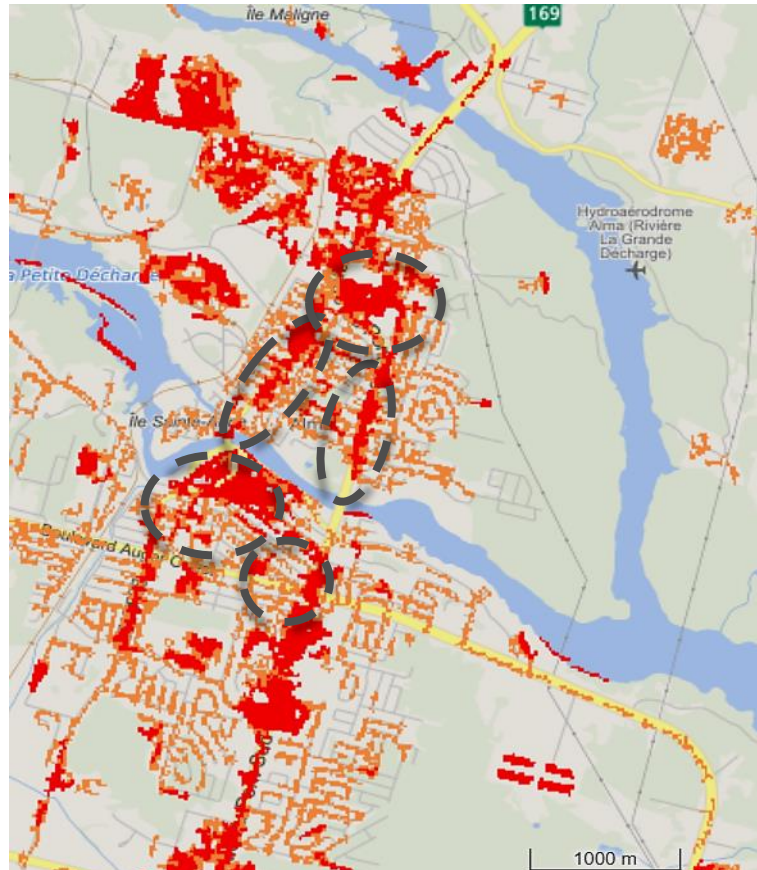 Île Maligne
169
Hydroaérodrome
Alma (Rivière
La Grande
Décharge)
a Petite Décharge
Île Sainte-
Alm
Boulevard Auger O
1000 m